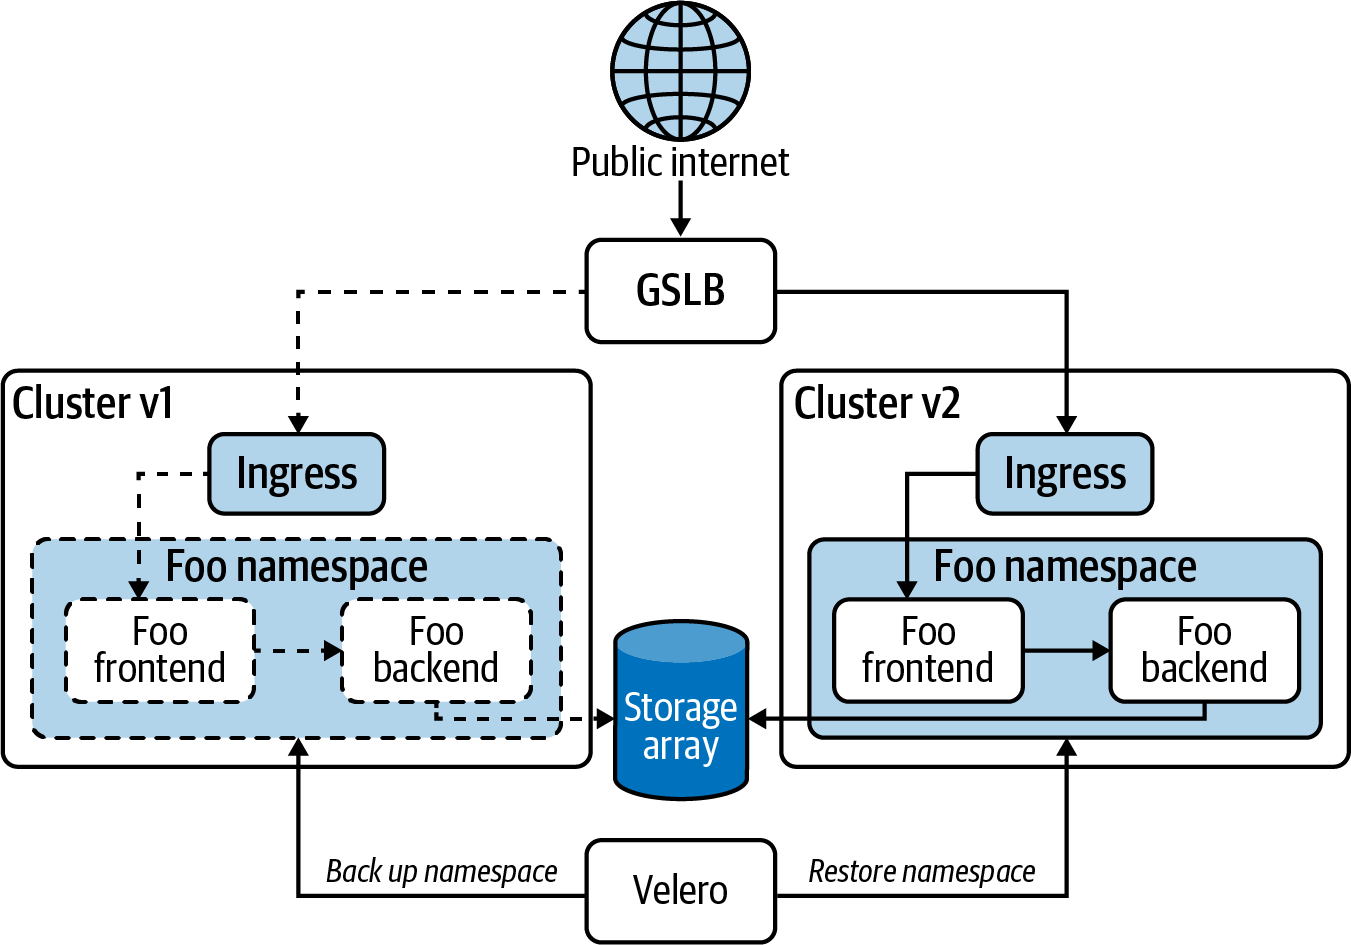 Public internet
GSLB
Cluster v1
Ingress
Foo namespace
Foo
frontend
Foo
backend
Storage
array
Cluster v2
Ingress
Foo namespace
Foo
frontend
Foo
backend
Back up namespace
Velero
Restore namespace